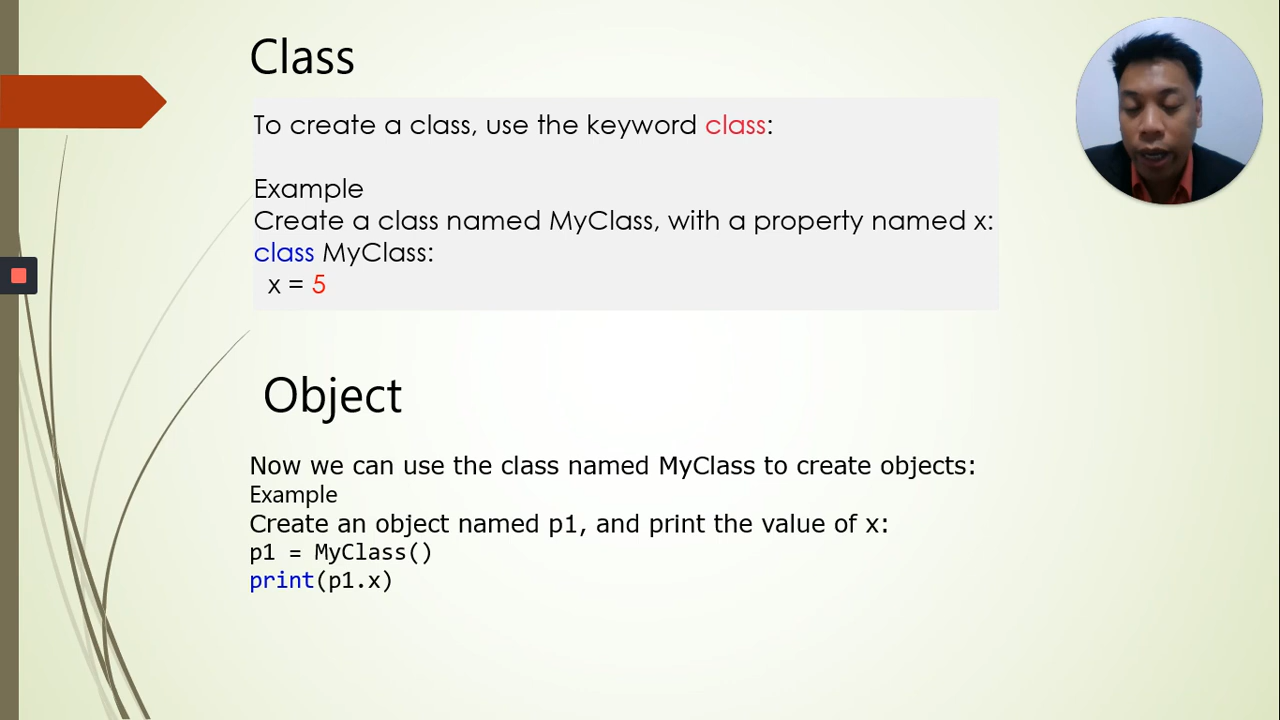 Class
To create a class, use the keyword class:
Example
Create a class named MyClass, with a property named x:
class MyClass:
x = 5
Object
Now we can use the class named MyClass to create objects:
Example
Create an object named p1, and print the value of x:
p1 = MyClass()
print(p1.x)